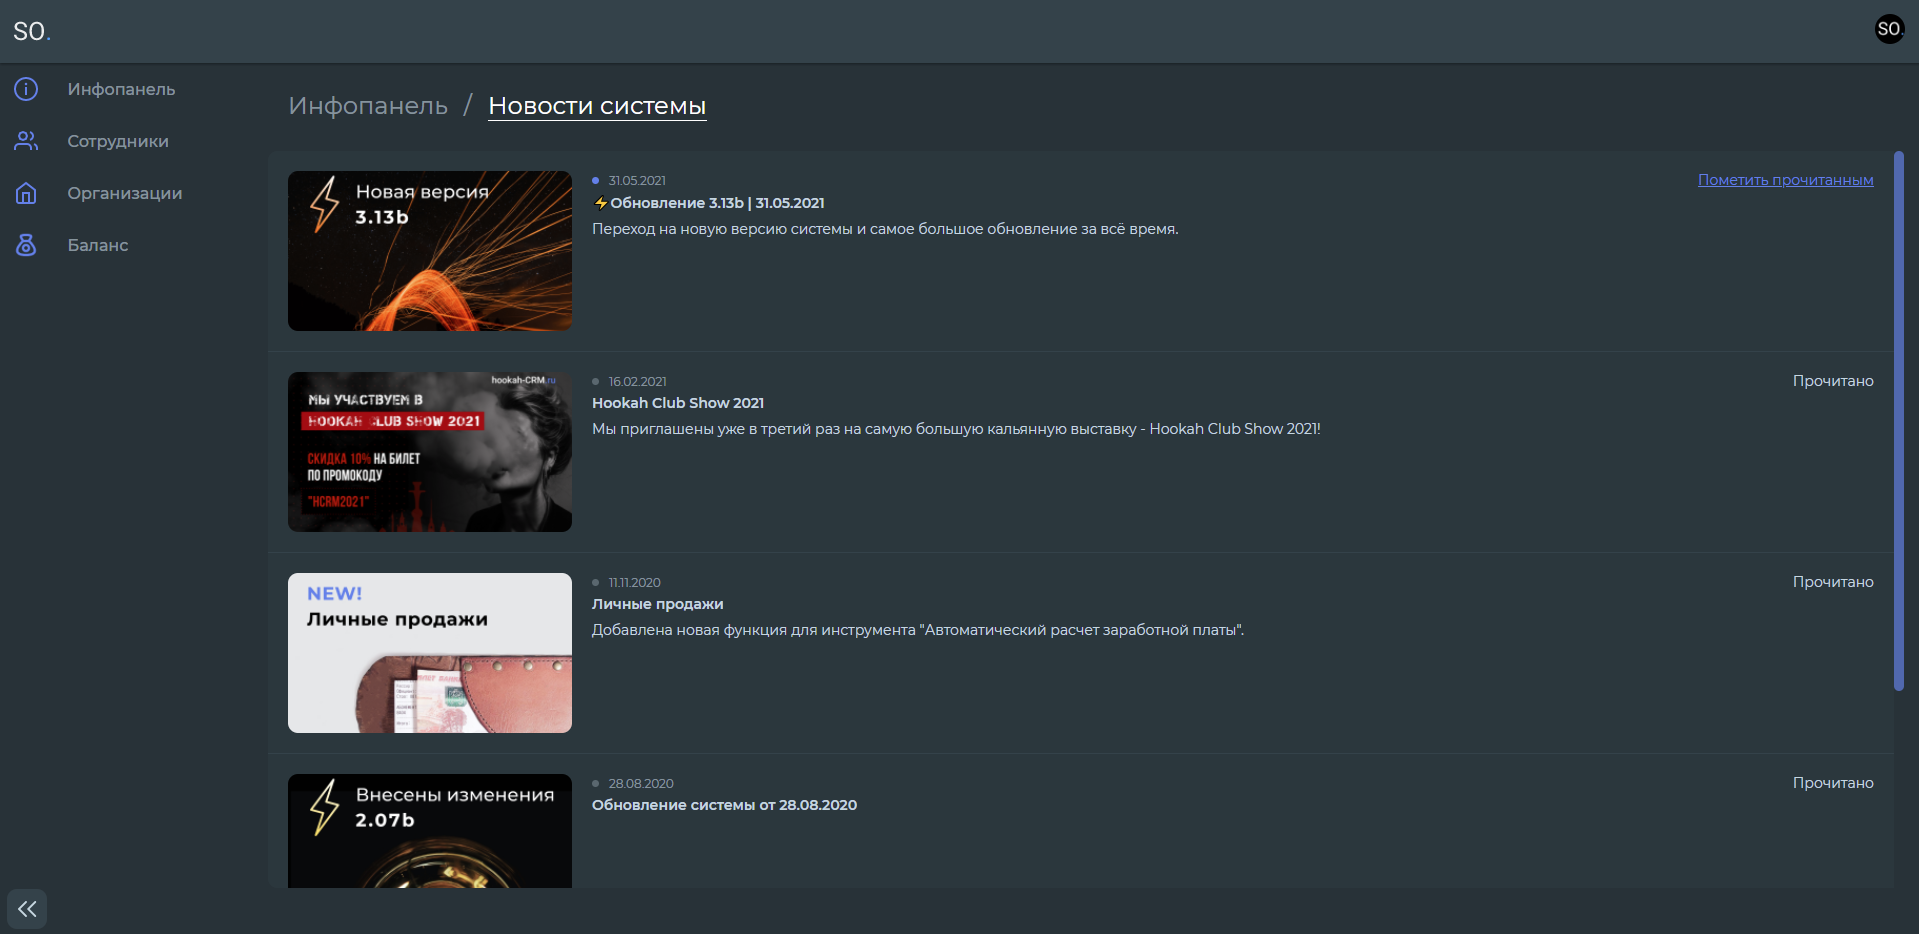 SO.
SO.
Инфопанель
Сотрудники
Организации
Баланс
Инфопанель / Новости системы
Новая версия
3.13b
31.05.2021
Пометить прочитанным
⚡Обновление 3.13b | 31.05.2021
Переход на новую версию системы и самое большое обновление за всё время.
hookah-CRM.ru
МЫ УЧАСТВУЕМ В
HOOKAH CLUB SHOW 2021
СКИДКА 10% НА БИЛЕТ
ПО ПРОМОКОДУ
"HCRM2021"
16.02.2021
Прочитано
Hookah Club Show 2021
Мы приглашены уже в третий раз на самую большую кальянную выставку - Hookah Club Show 2021!
NEW!
Личные продажи
11.11.2020
Прочитано
Личные продажи
Добавлена новая функция для инструмента "Автоматический расчет заработной платы".
Внесены изменения
2.07b
28.08.2020
Прочитано
Обновление системы от 28.08.2020